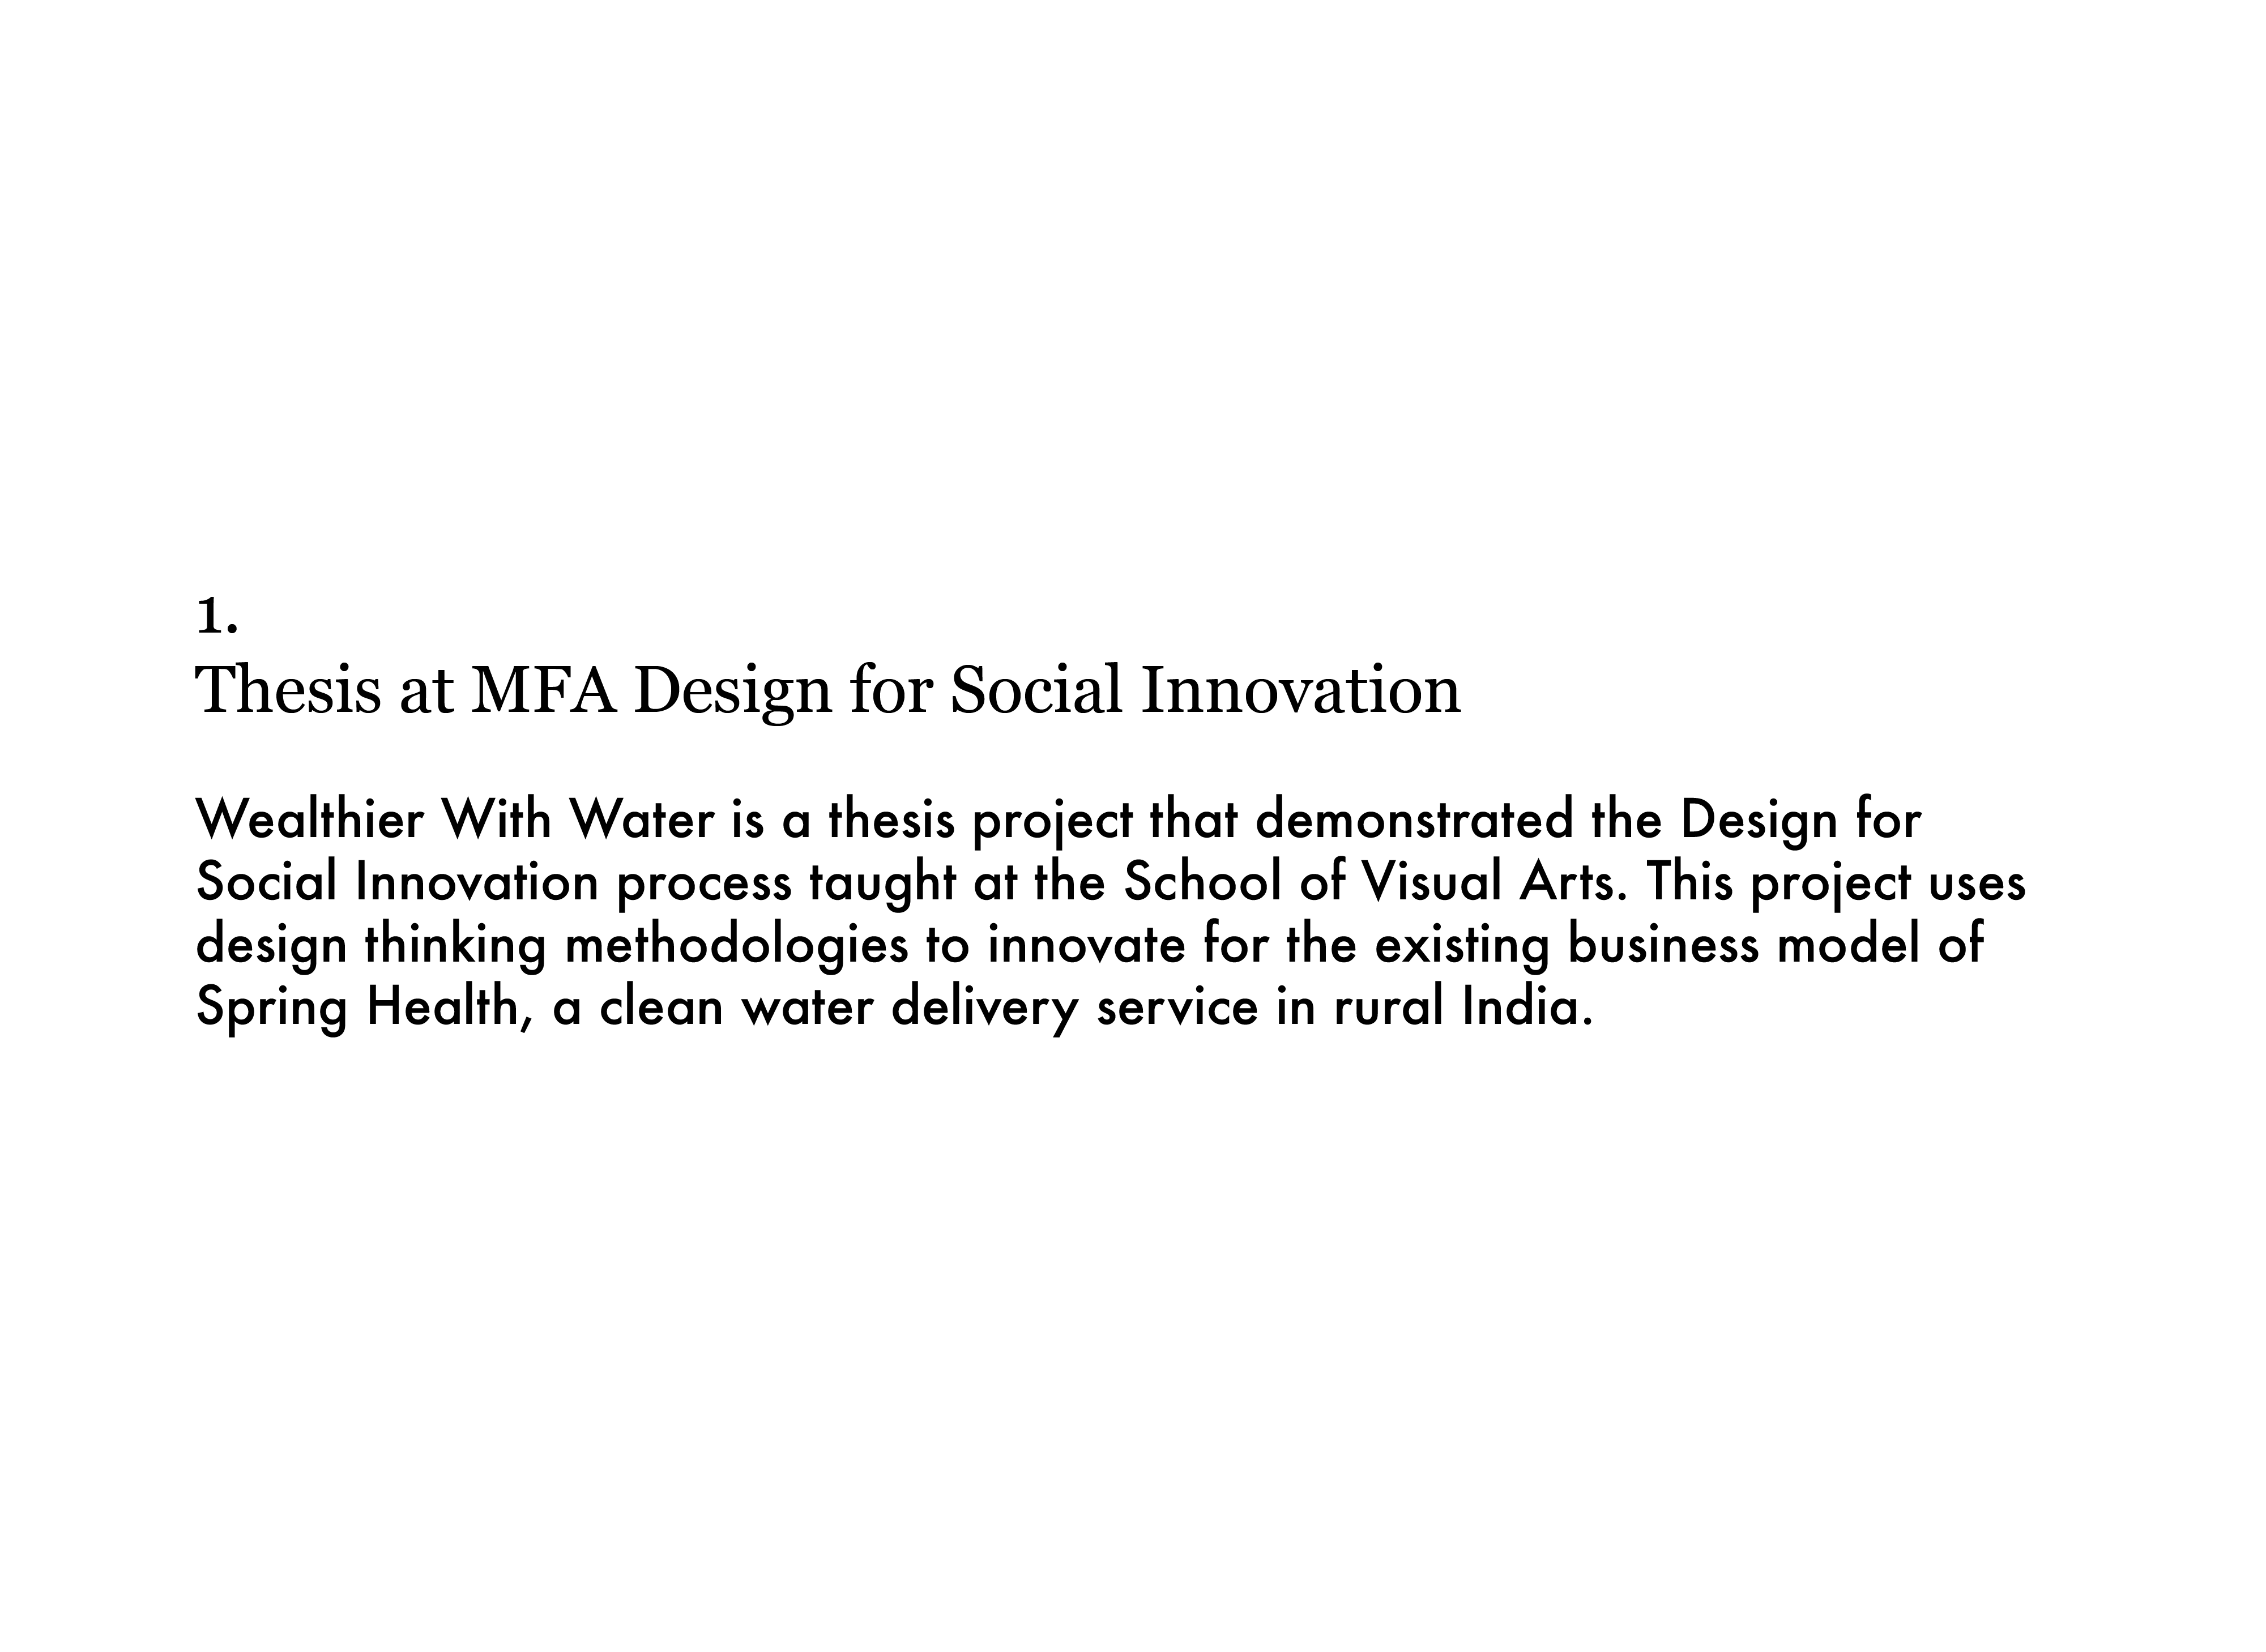 1.
Thesis at MFA Design for Social Innovation
Wealthier With Water is a thesis project that demonstrated the Design for
Social Innovation process taught at the School of Visual Arts. This project uses
design thinking methodologies to innovate for the existing business model of
Spring Health, a clean water delivery service in rural India.